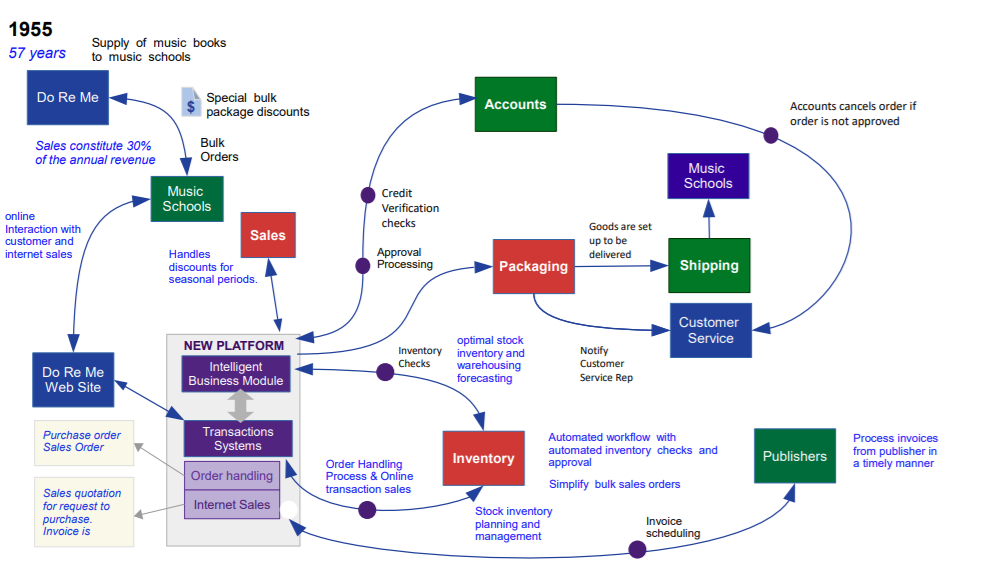 1955
57 years
Supply of music books
to music schools
Do Re Me
$
Special bulk
package discounts
Sales constitute 30%
of the annual revenue
Bulk
Orders
Music
Schools
online
Interaction with
customer and
internet sales
Sales
Handles
discounts for
seasonal periods.
Accounts
Accounts cancels order if
order is not approved
Credit
Verification
checks
Approval
Processing
Music
Schools
Packaging
Goods are set
up to be
delivered
Shipping
Customer
Service
Notify
Customer
Service Rep
NEW PLATFORM
Intelligent
Business Module
Transactions
Systems
Order handling
Internet Sales
Do Re Me
Web Site
Purchase order
Sales Order
Sales quotation
for request to
purchase.
Invoice is
Inventory
Checks
optimal stock
inventory and
warehousing
forecasting
Order Handling
Process & Online
transaction sales
Inventory
Stock inventory
planning and
management
Automated workflow with
automated inventory checks and
approval
Simplify bulk sales orders
Publishers
Process invoices
from publisher in
a timely manner
Invoice
scheduling